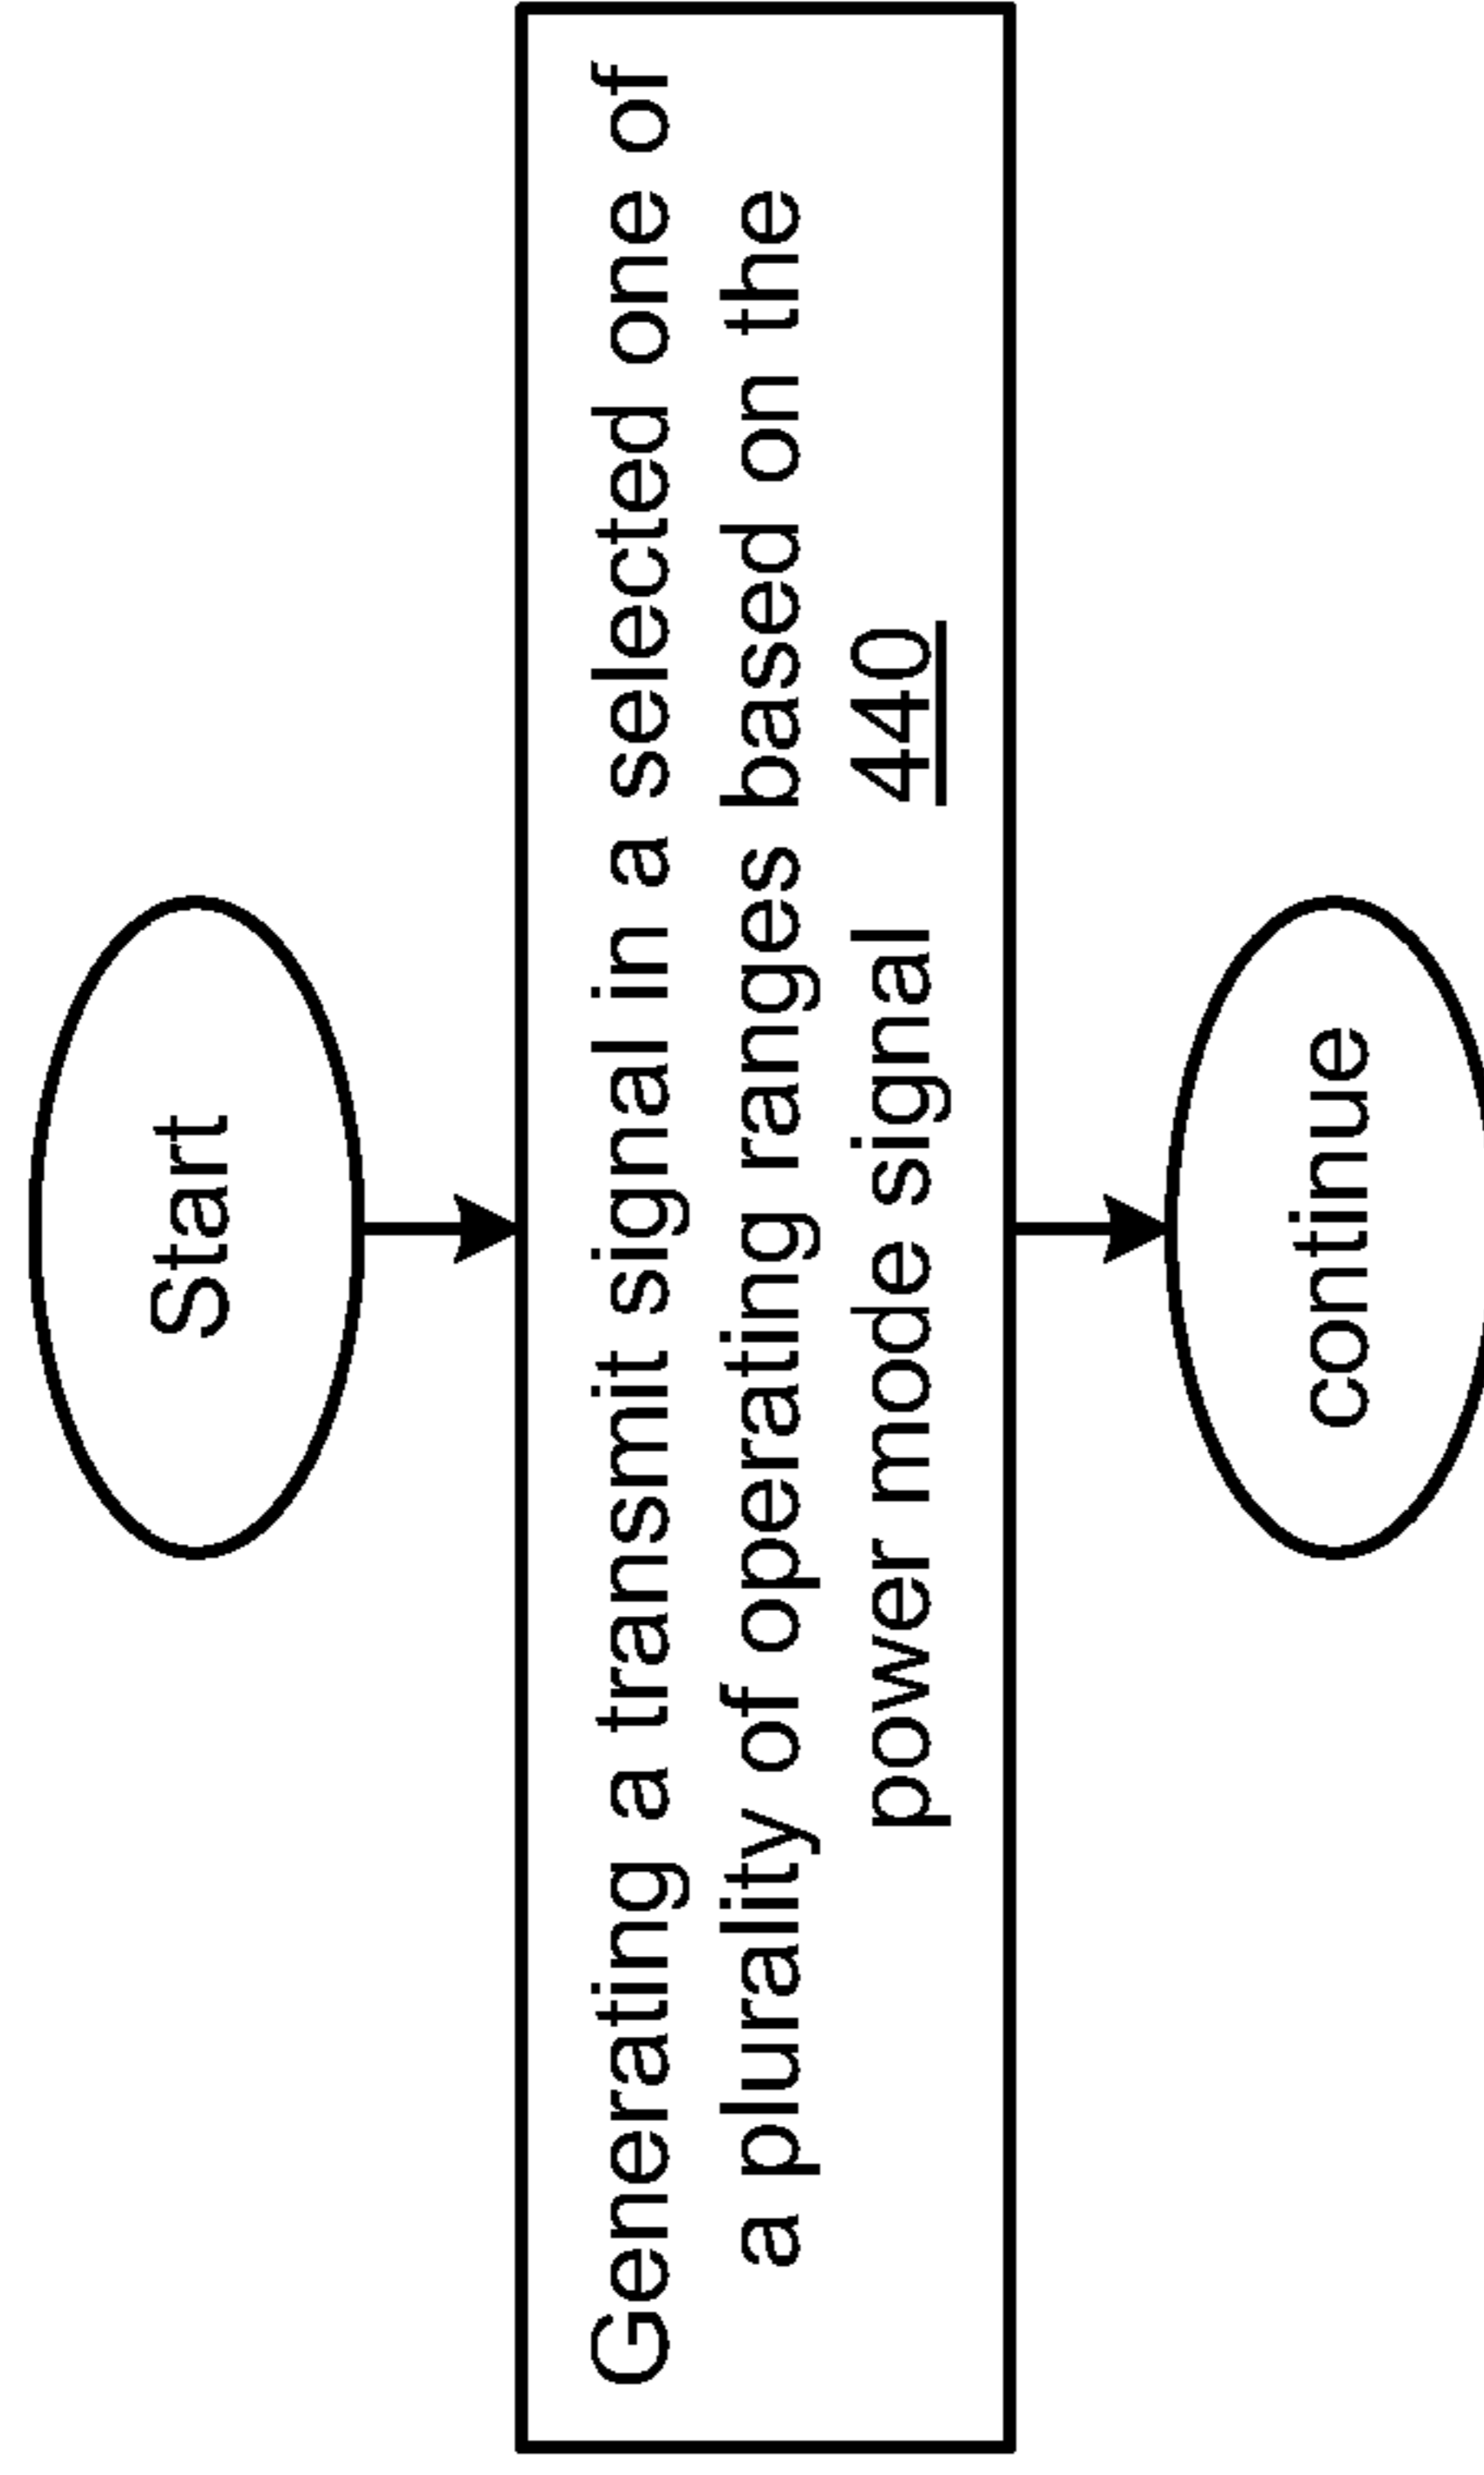 Start
Generating a transmit signal in a selected one of
a plurality of operating ranges based on the
power mode signal 440
continue